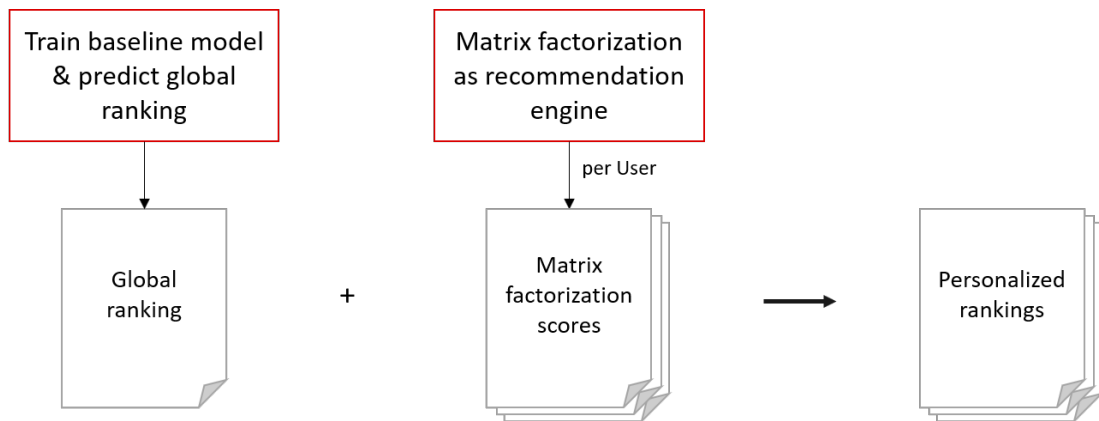 Train baseline model
& predict global
ranking
Matrix factorization
as recommendation
engine
per User
Global
ranking
+
Matrix
factorization
scores
Personalized
rankings